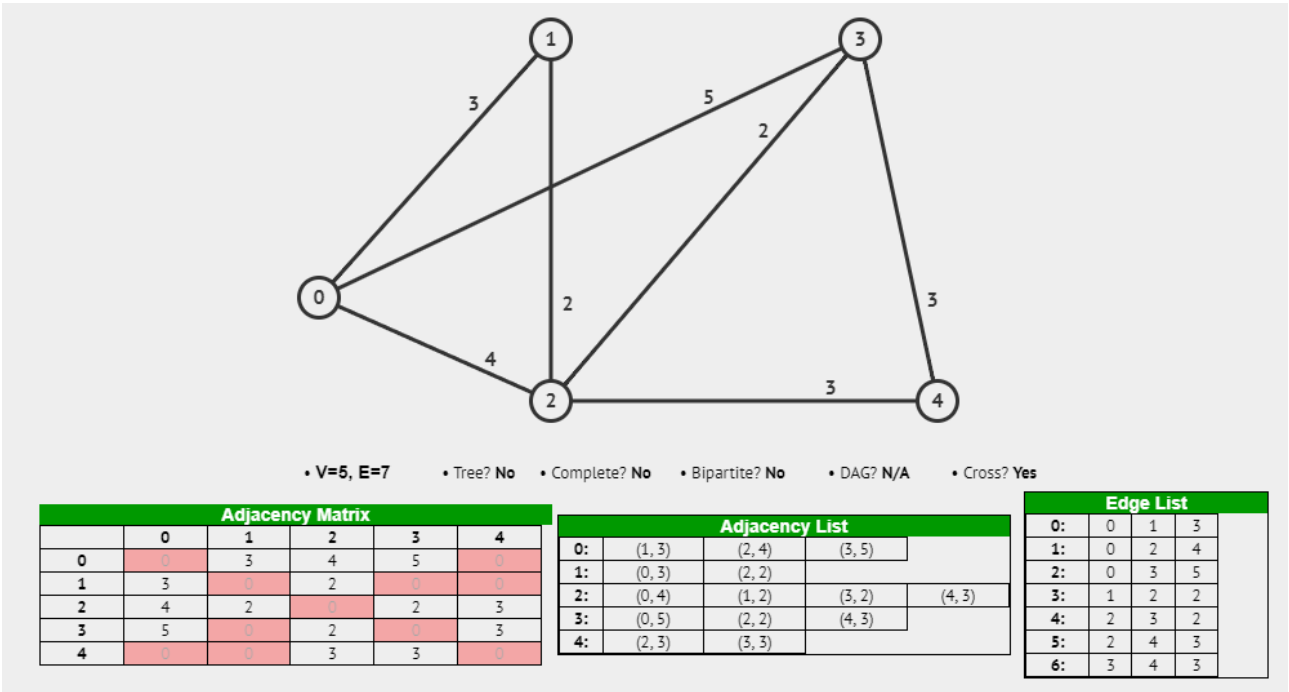 1
3
3
5
2
0
2
3
4
3
2
4
• V=5, E=7 • Tree? No • Complete? No • Bipartite? No • DAG? N/A • Cross? Yes
Adjacency Matrix
0 1 2 3 4
0 0 3 4 5 0
1 3 0 2 0 0
2 4 2 0 2 3
3 5 0 2 0 3
4 0 0 3 3 0
Adjacency List
0: (1, 3) (2, 4) (3, 5)
1: (0, 3) (2, 2)
2: (0, 4) (1, 2) (3, 2) (4, 3)
3: (0, 5) (2, 2) (4, 3)
4: (2, 3) (3, 3)
Edge List
0: 0 1 3
1: 0 2 4
2: 0 3 5
3: 1 2 2
4: 2 3 2
5: 2 4 3
6: 3 4 3